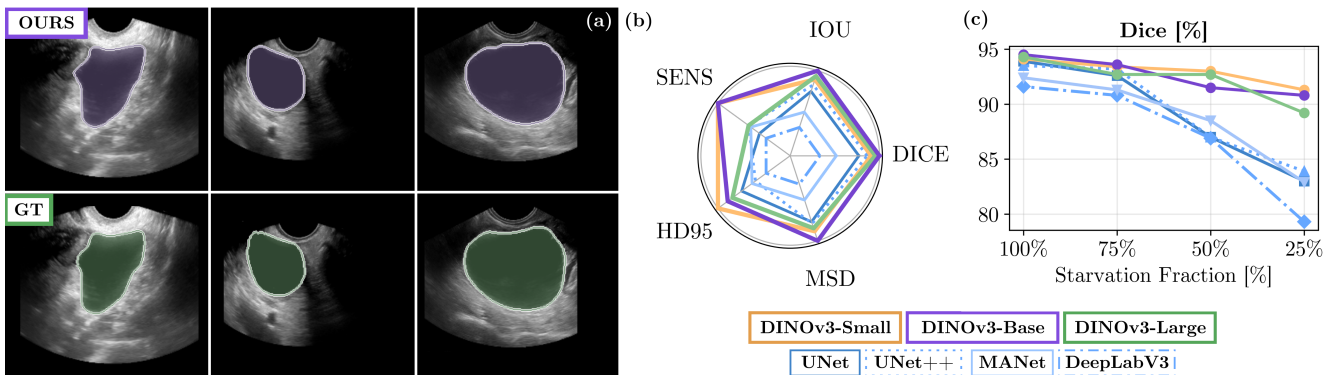 OURS
(a)
GT
(b)
IOU
SENS
DICE
HD95
MSD
(c)
Dice [%]
95
90
85
80
100% 75% 50% 25%
Starvation Fraction [%]
DINOv3-Small DINOv3-Base DINOv3-Large
UNet UNet++ MANet DeepLabV3